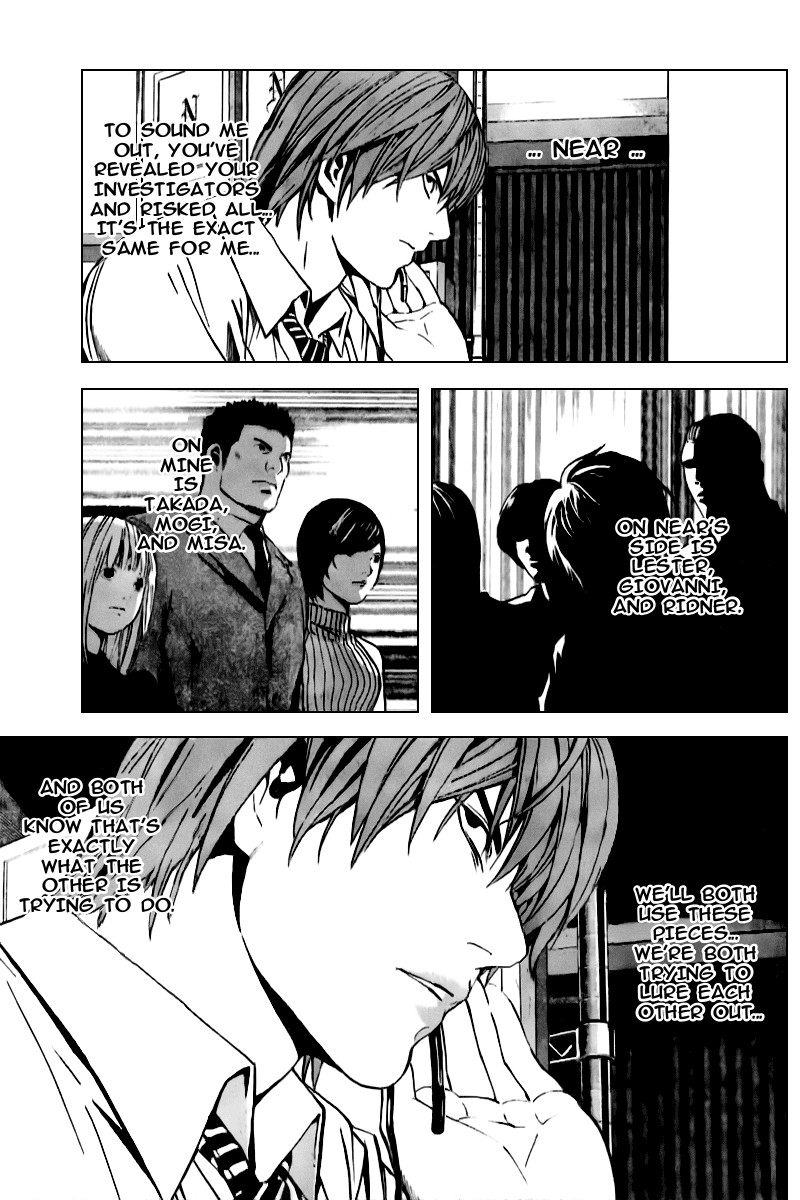 ... NEAR ...
TO SOUND ME
OUT, YOU'VE
REVEALED YOUR
INVESTIGATORS
AND RISKED ALL...
IT'S THE EXACT
SAME FOR ME...
N
ON NEAR'S
SIDE IS
LESTER,
GIOVANNI,
AND RIDNER.
ON
MINE
IS
TAKADA,
MOGI,
AND MISA.
WE'LL BOTH
USE THESE
PIECES...
WE'RE BOTH
TRYING TO
LURE EACH
OTHER OUT...
AND BOTH
OF US
KNOW THAT'S
EXACTLY
WHAT THE
OTHER IS
TRYING TO DO.